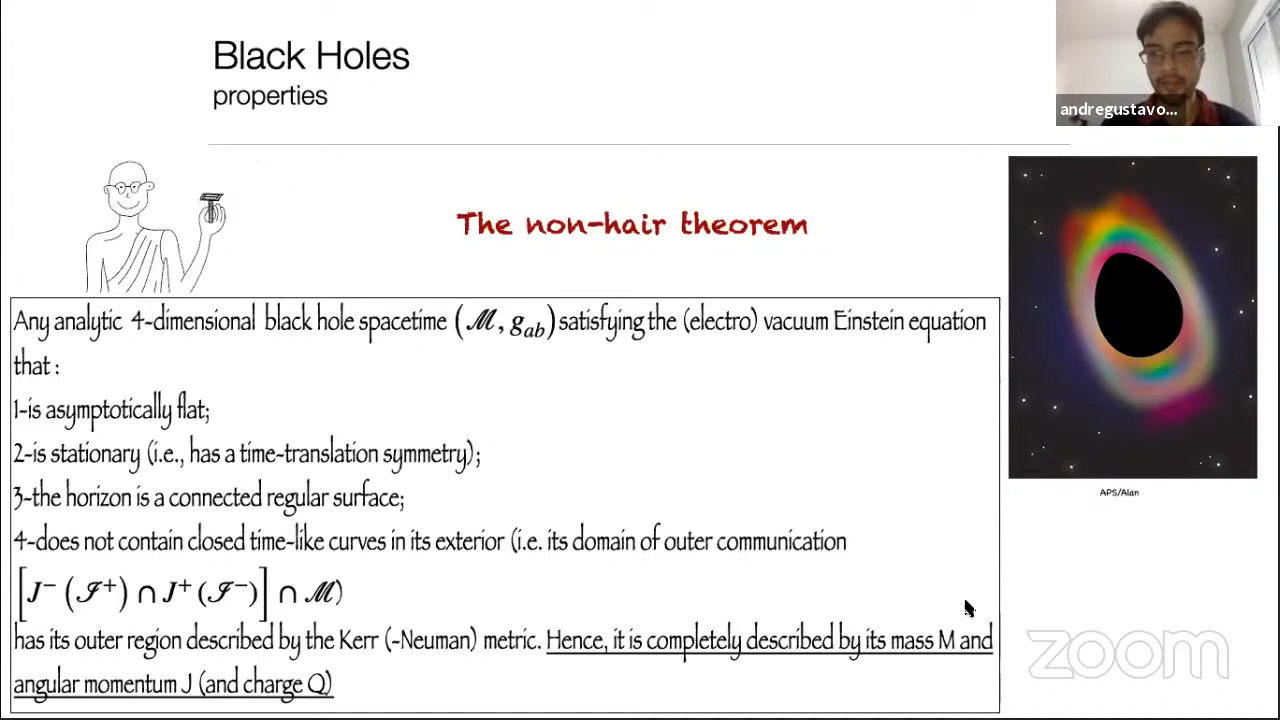 Black Holes
properties
andregustavo...
The non-hair theorem
Any analytic 4-dimensional black hole spacetime (ℳ, g_ab) satisfying the (electro) vacuum Einstein equation
that :
1-is asymptotically flat;
2-is stationary (i.e., has a time-translation symmetry);
3-the horizon is a connected regular surface;
4-does not contain closed time-like curves in its exterior (i.e. its domain of outer communication
[J⁻ (ℐ⁺) ∩ J⁺ (ℐ⁻)] ∩ ℳ)
has its outer region described by the Kerr (-Neuman) metric. Hence, it is completely described by its mass M and
angular momentum J (and charge Q)
APS/Alan
zoom